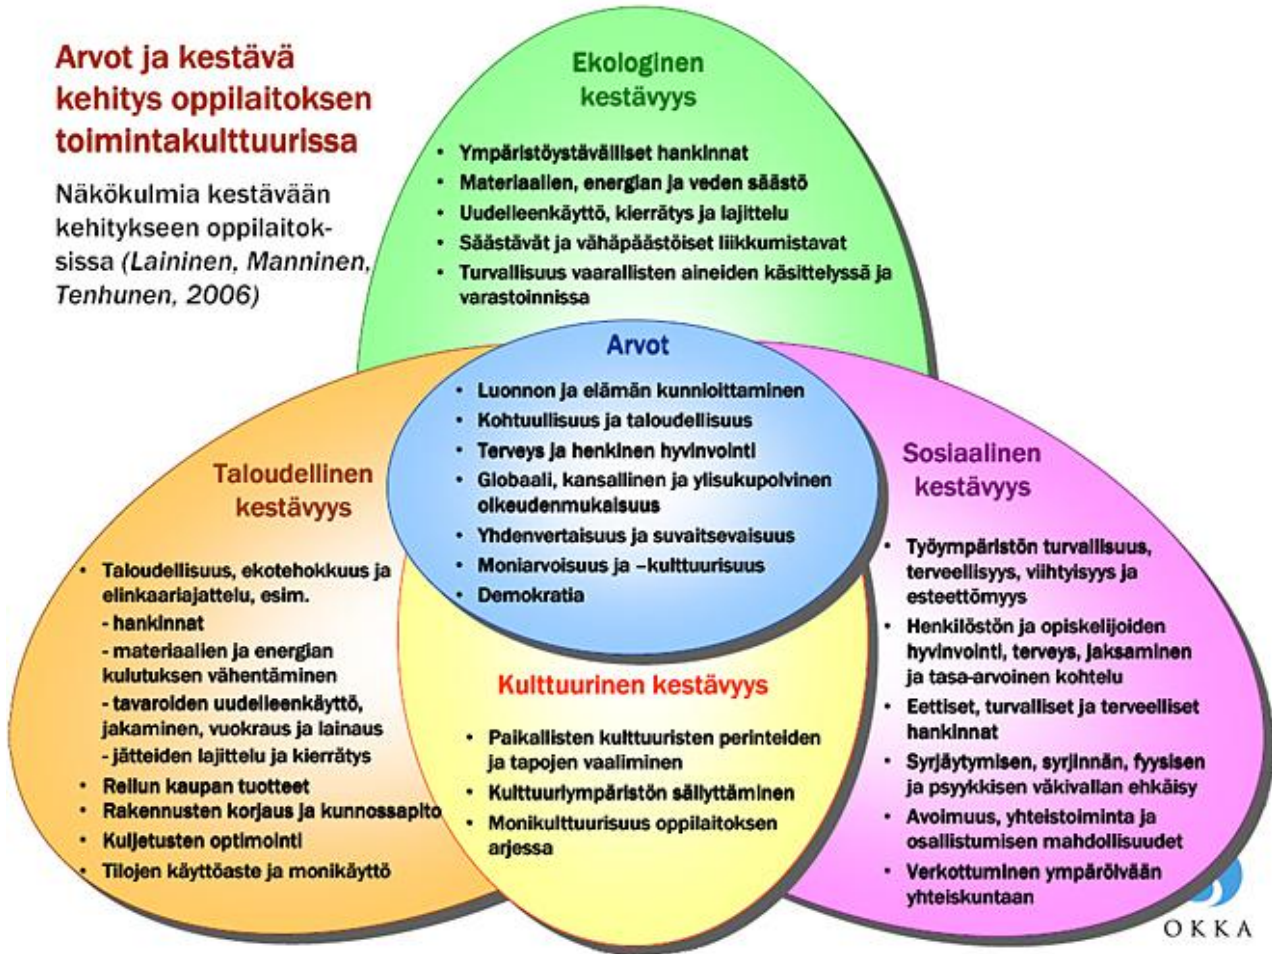 Arvot ja kestävä
kehitys oppilaitoksen
toimintakulttuurissa
Näkökulmia kestävään
kehitykseen oppilaitok-
sissa (Laininen, Manninen,
Tenhunen, 2006)
Ekologinen
kestävyys
• Ympäristöystävälliset hankinnat
• Materiaalien, energian ja veden säästö
• Uudelleenkäyttö, kierrätys ja lajittelu
• Säästävät ja vähäpäästöiset liikkumistavat
• Turvallisuus vaarallisten aineiden käsittelyssä ja
varastoinnissa
Arvot
• Luonnon ja elämän kunnioittaminen
• Kohtuullisuus ja taloudellisuus
• Terveys ja henkinen hyvinvointi
• Globaali, kansallinen ja ylisukupolvinen
oikeudenmukaisuus
• Yhdenvertaisuus ja suvaitsevaisuus
• Moniarvoisuus ja –kulttuurisuus
• Demokratia
Taloudellinen
kestävyys
• Taloudellisuus, ekotehokkuus ja
elinkaariajattelu, esim.
- hankinnat
- materiaalien ja energian
kulutuksen vähentäminen
- tavaroiden uudelleenkäyttö,
jakaminen, vuokraus ja lainaus
- jätteiden lajittelu ja kierrätys
• Reilun kaupan tuotteet
• Rakennusten korjaus ja kunnossapito
• Kuljetusten optimointi
• Tilojen käyttöaste ja monikäyttö
Kulttuurinen kestävyys
• Paikallisten kulttuuristen perinteiden
ja tapojen vaaliminen
• Kulttuuriympäristön säilyttäminen
• Monikulttuurisuus oppilaitoksen
arjessa
Sosiaalinen
kestävyys
• Työympäristön turvallisuus,
terveellisyys, viihtyisyys ja
esteettömyys
• Henkilöstön ja opiskelijoiden
hyvinvointi, terveys, jaksaminen
ja tasa-arvoinen kohtelu
• Eettiset, turvalliset ja terveelliset
hankinnat
• Syrjäytymisen, syrjinnän, fyysisen
ja psyykkisen väkivallan ehkäisy
• Avoimuus, yhteistoiminta ja
osallistumisen mahdollisuudet
• Verkottuminen ympäröivään
yhteiskuntaan
OKKA